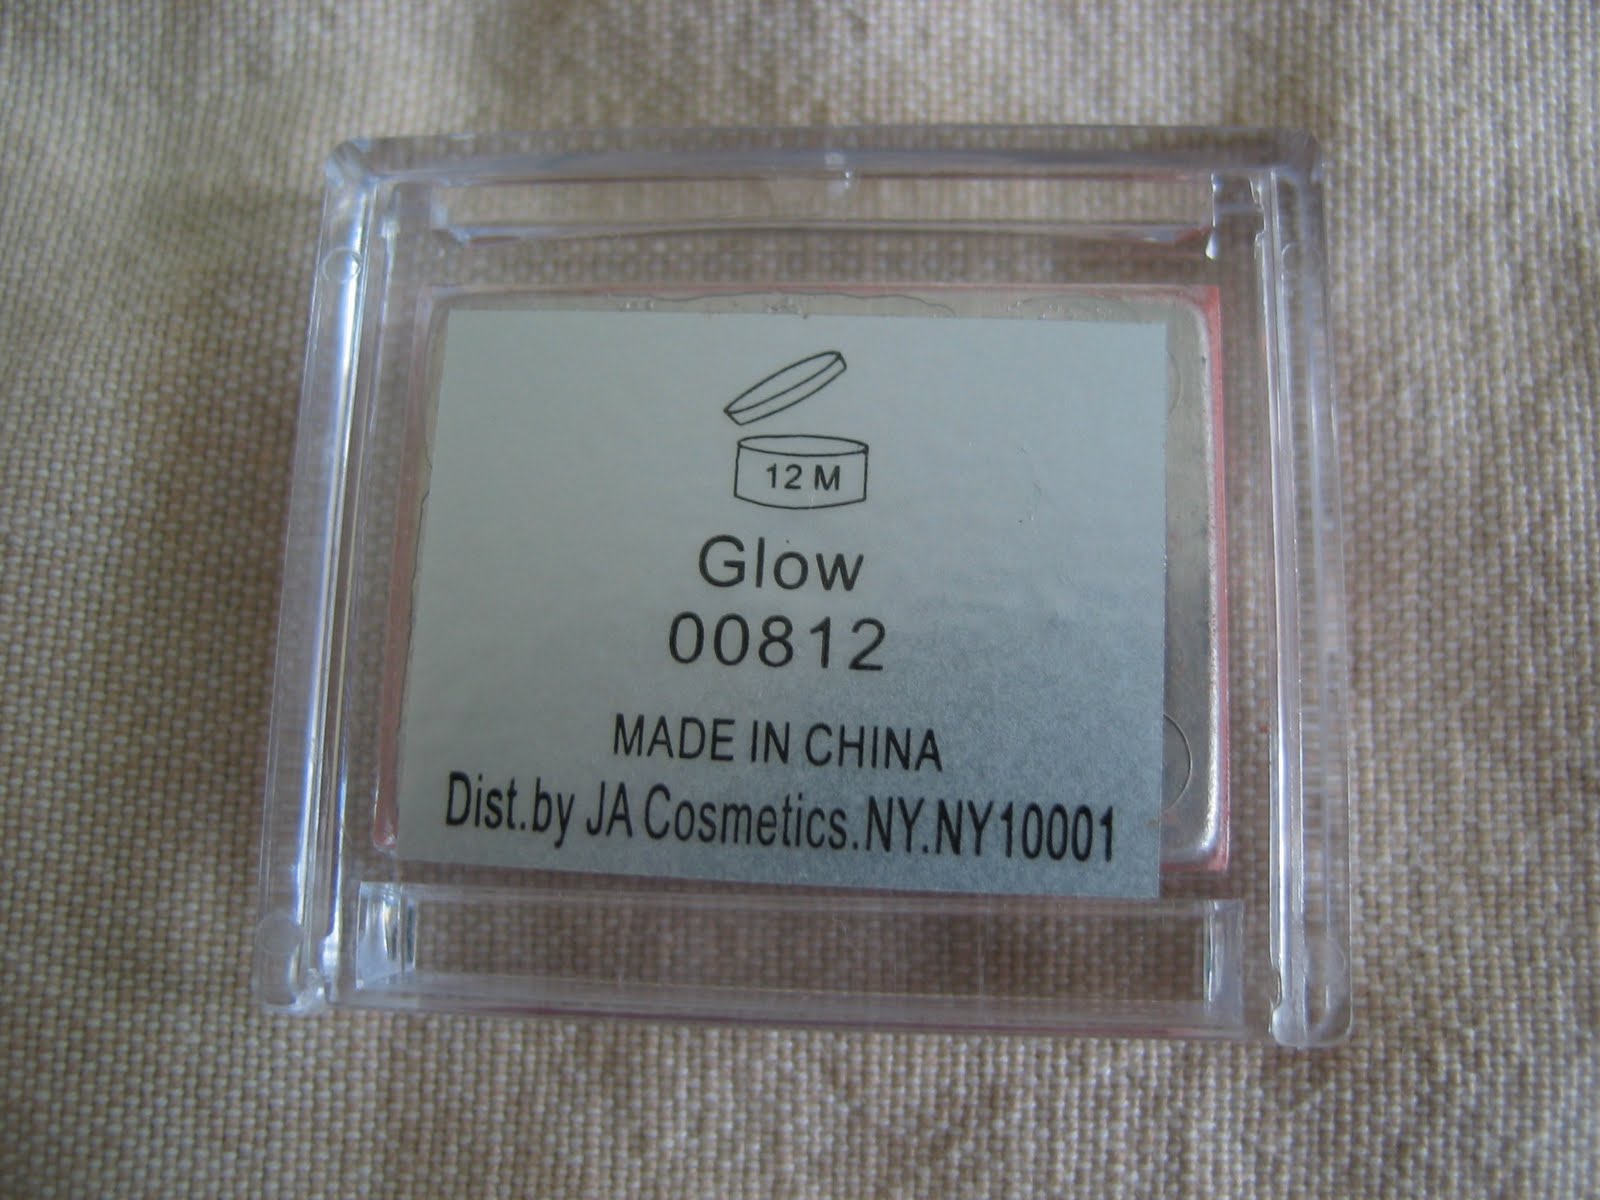 12 M
Glow
00812
MADE IN CHINA
Dist.by JA Cosmetics.NY.NY10001